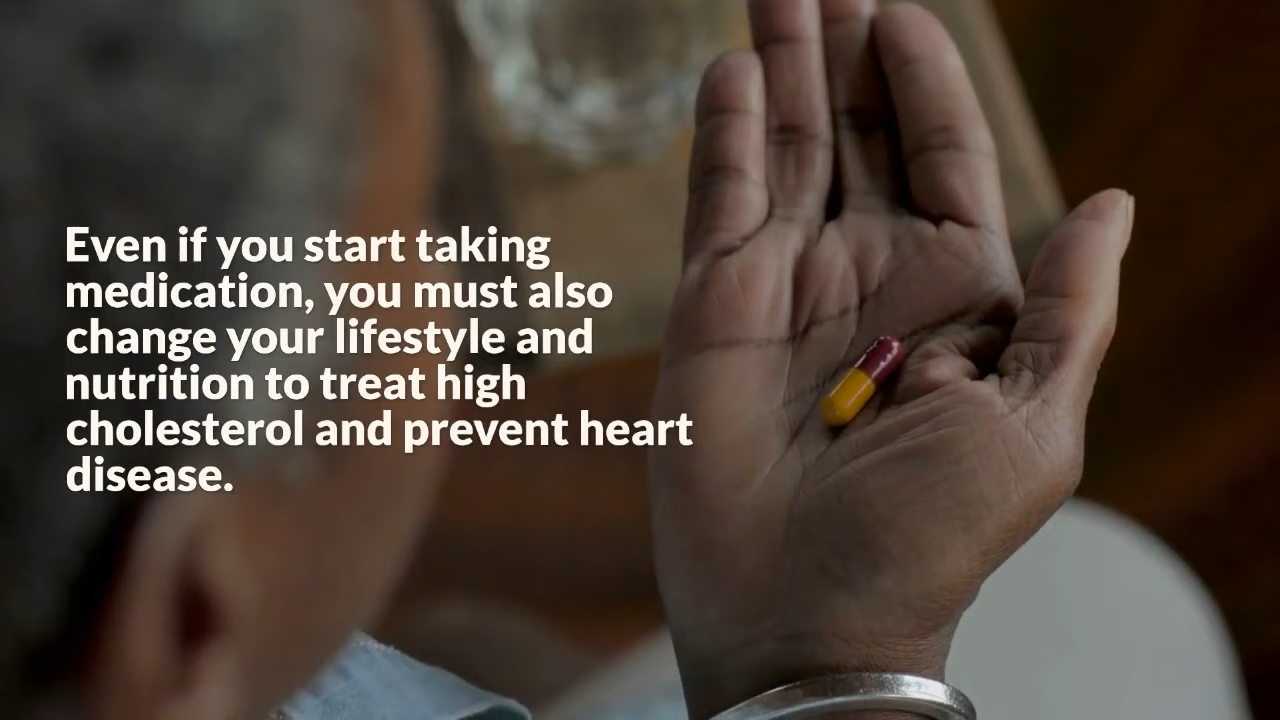 Even if you start taking
medication, you must also
change your lifestyle and
nutrition to treat high
cholesterol and prevent heart
disease.